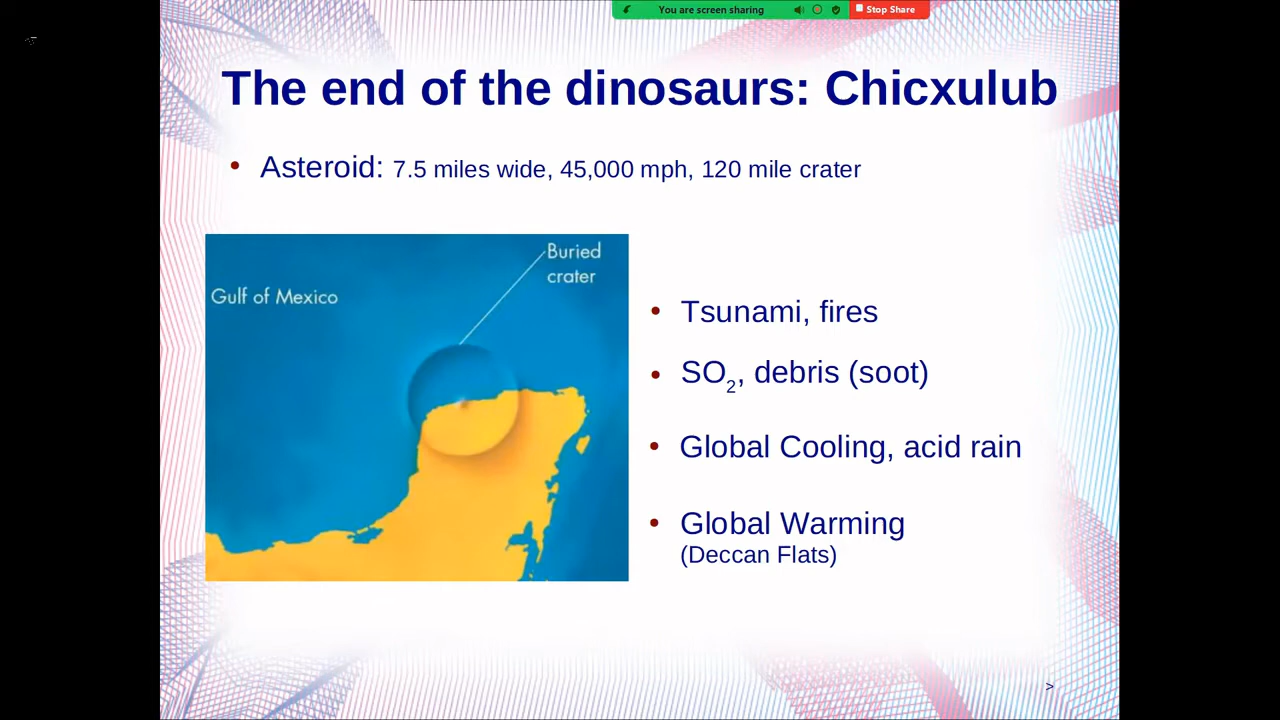 You are screen sharing
Stop Share
The end of the dinosaurs: Chicxulub
• Asteroid: 7.5 miles wide, 45,000 mph, 120 mile crater
Buried
crater
Gulf of Mexico
• Tsunami, fires
• SO₂, debris (soot)
• Global Cooling, acid rain
• Global Warming
(Deccan Flats)
>